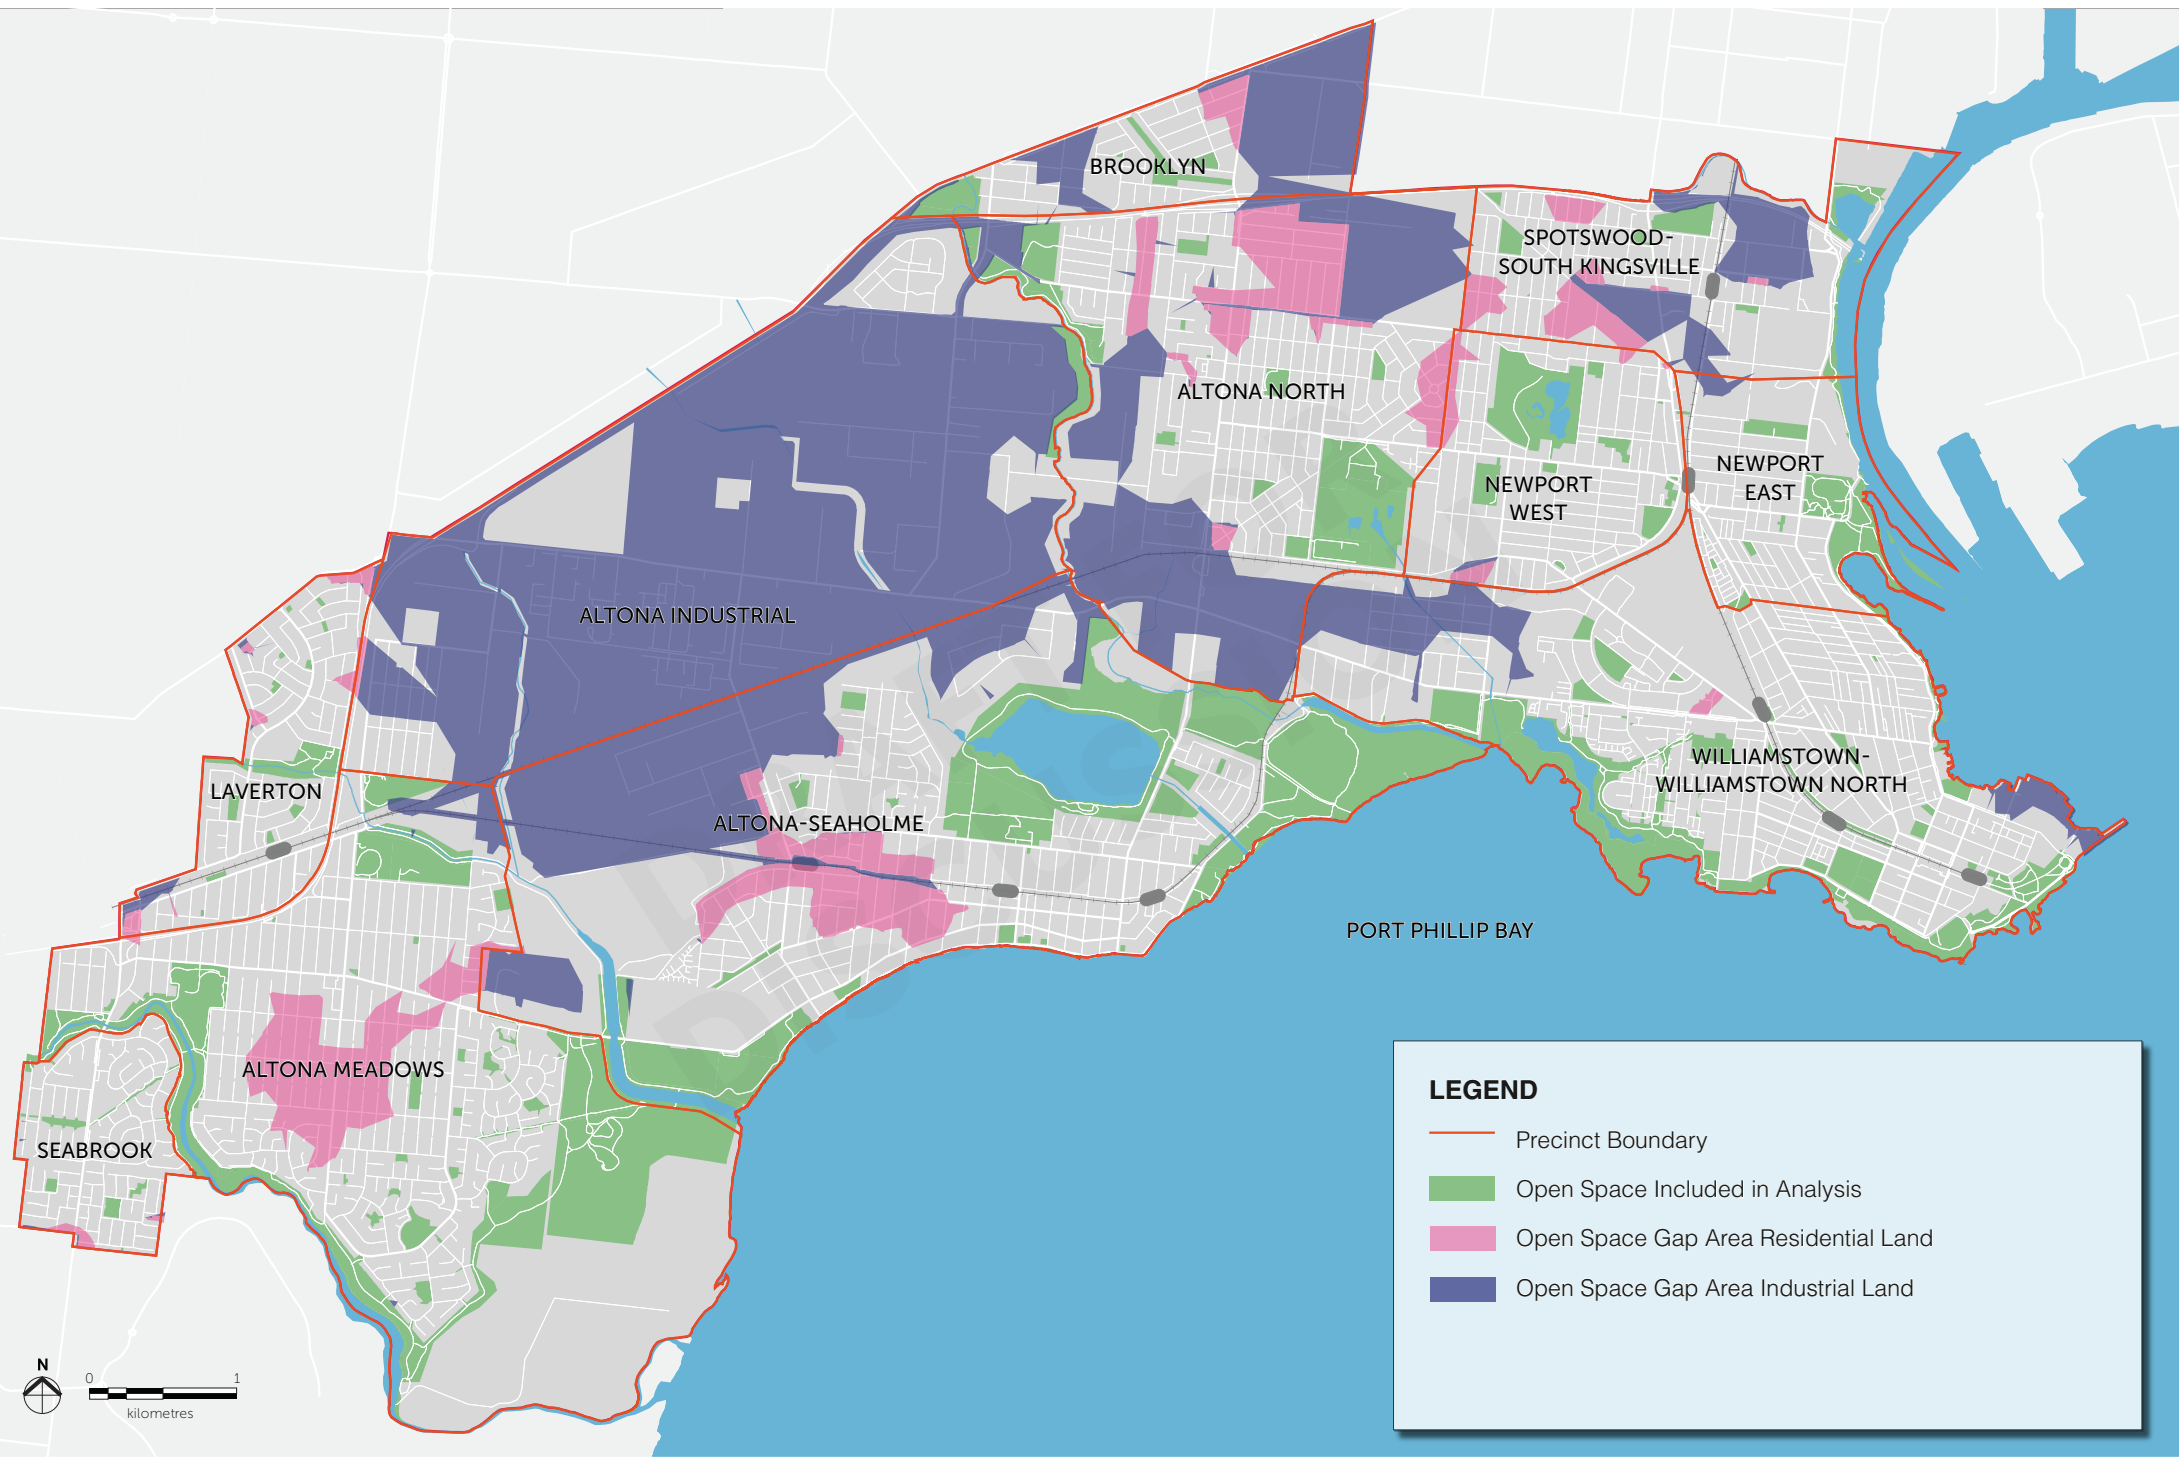 BROOKLYN
SPOTSWOOD-
SOUTH KINGSVILLE
ALTONA NORTH
NEWPORT
EAST
NEWPORT
WEST
ALTONA INDUSTRIAL
WILLIAMSTOWN-
WILLIAMSTOWN NORTH
LAVERTON
ALTONA-SEAHOLME
PORT PHILLIP BAY
ALTONA MEADOWS
SEABROOK
LEGEND
Precinct Boundary
Open Space Included in Analysis
Open Space Gap Area Residential Land
Open Space Gap Area Industrial Land
N
0 1
kilometres